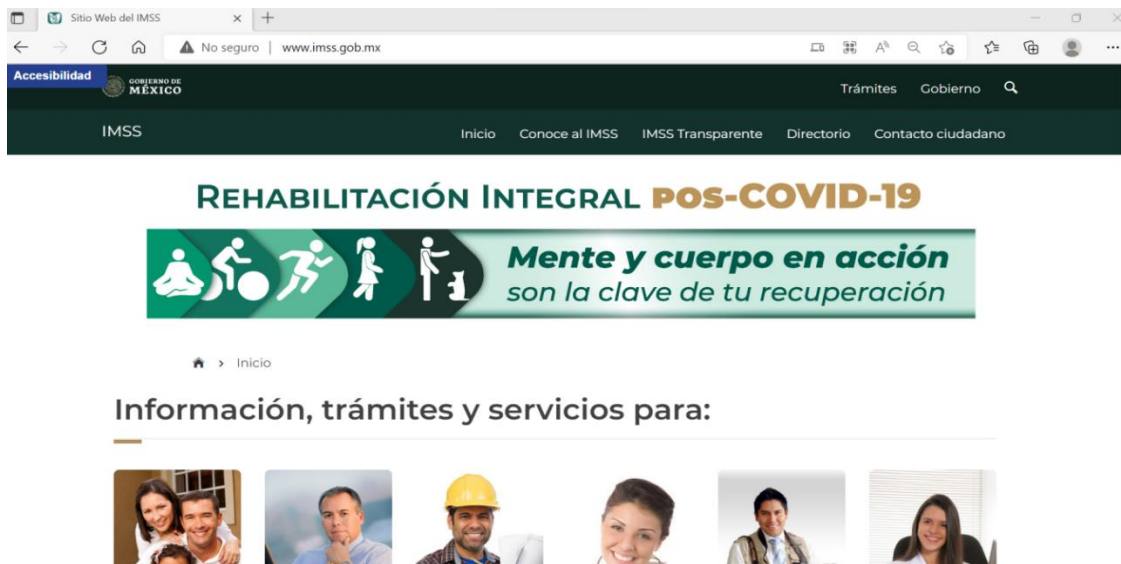 Sitio Web del IMSS
No seguro | www.imss.gob.mx
Accesibilidad
GOBIERNO DE
MÉXICO
Trámites Gobierno
IMSS
Inicio Conoce al IMSS IMSS Transparente Directorio Contacto ciudadano
REHABILITACIÓN INTEGRAL POS-COVID-19
Mente y cuerpo en acción
son la clave de tu recuperación
Inicio
Información, trámites y servicios para: